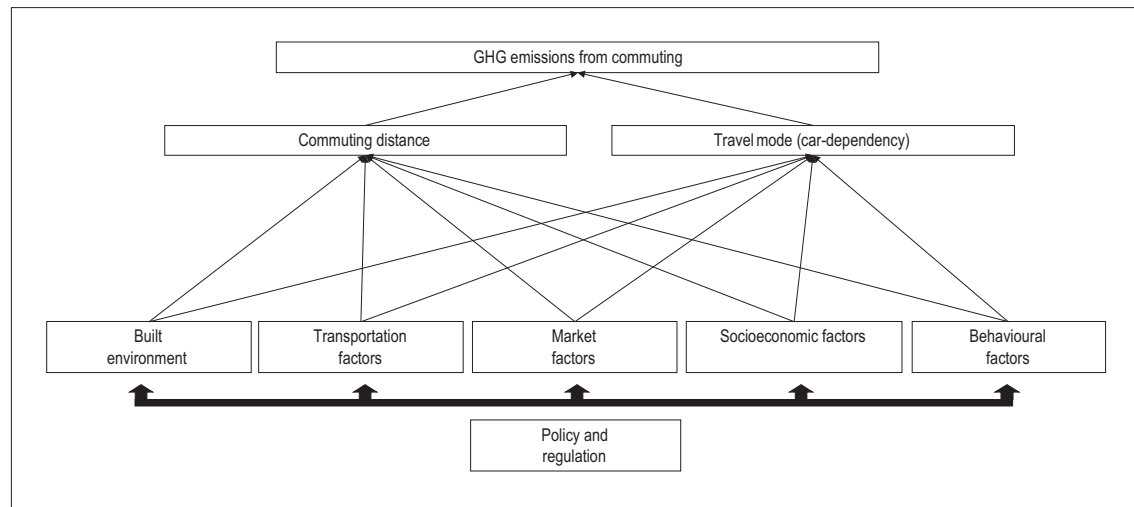 GHG emissions from commuting
Commuting distance
Travel mode (car-dependency)
Built
environment
Transportation
factors
Market
factors
Socioeconomic factors
Behavioural
factors
Policy and
regulation